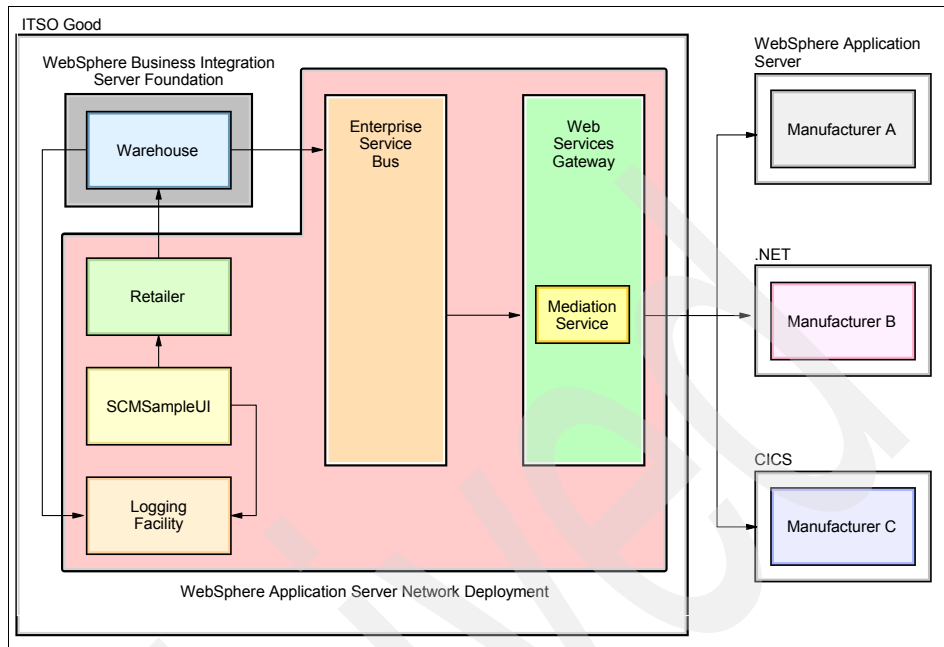 ITSO Good
WebSphere Business Integration
Server Foundation
Warehouse
Retailer
SCMSampleUI
Logging
Facility
Enterprise
Service
Bus
Web
Services
Gateway
Mediation
Service
WebSphere Application Server Network Deployment
WebSphere Application
Server
Manufacturer A
.NET
Manufacturer B
CICS
Manufacturer C